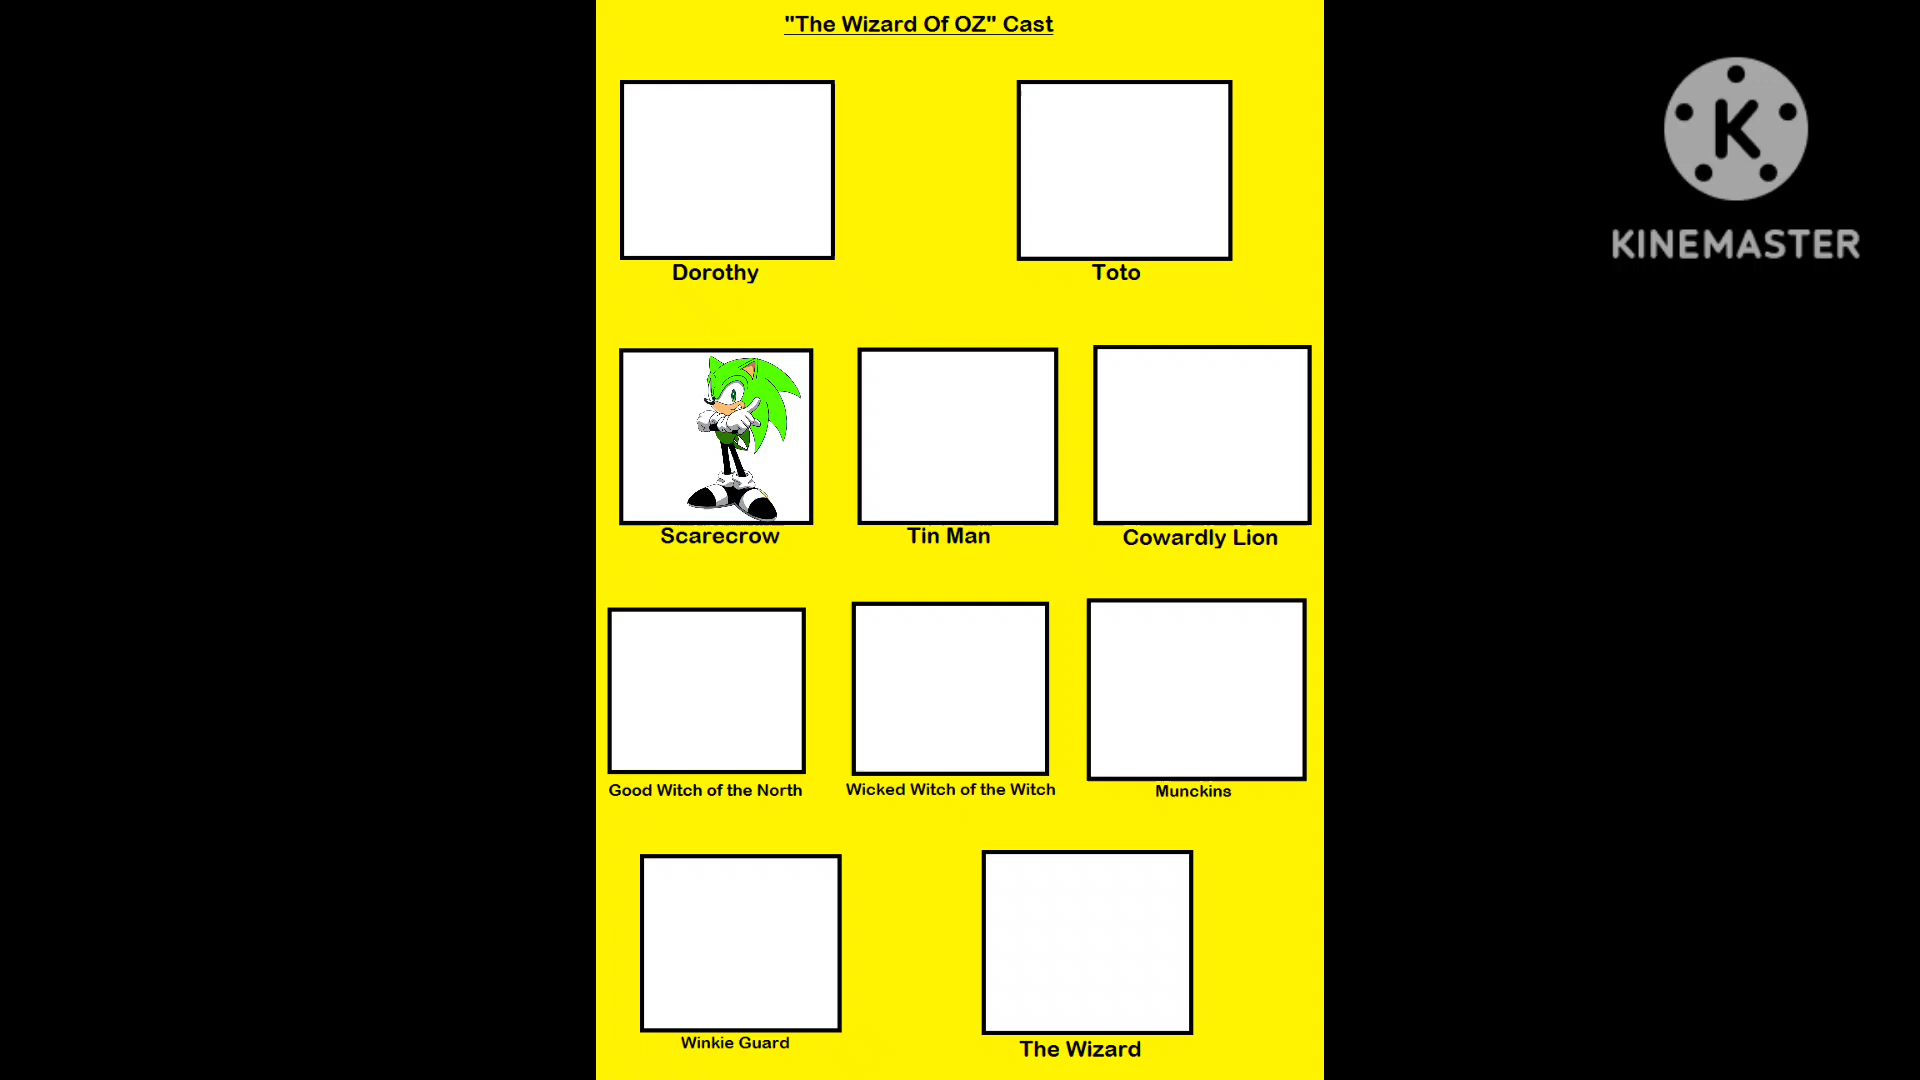 "The Wizard Of OZ" Cast
K
KINEMASTER
Dorothy
Toto
Scarecrow
Tin Man
Cowardly Lion
Good Witch of the North
Wicked Witch of the Witch
Munckins
Winkie Guard
The Wizard